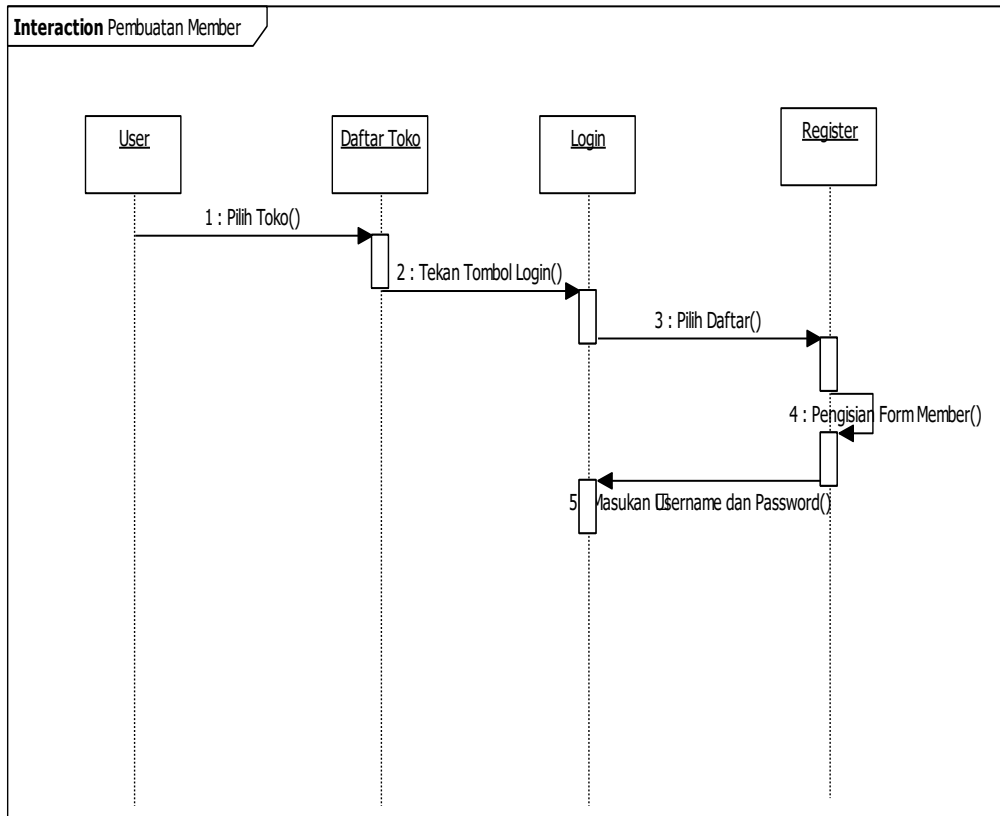 Interaction Pembuatan Member
User
Daftar Toko
Login
Register
1 : Pilih Toko()
2 : Tekan Tombol Login()
3 : Pilih Daftar()
4 : Pengisian Form Member()
5 Masukan Username dan Password()